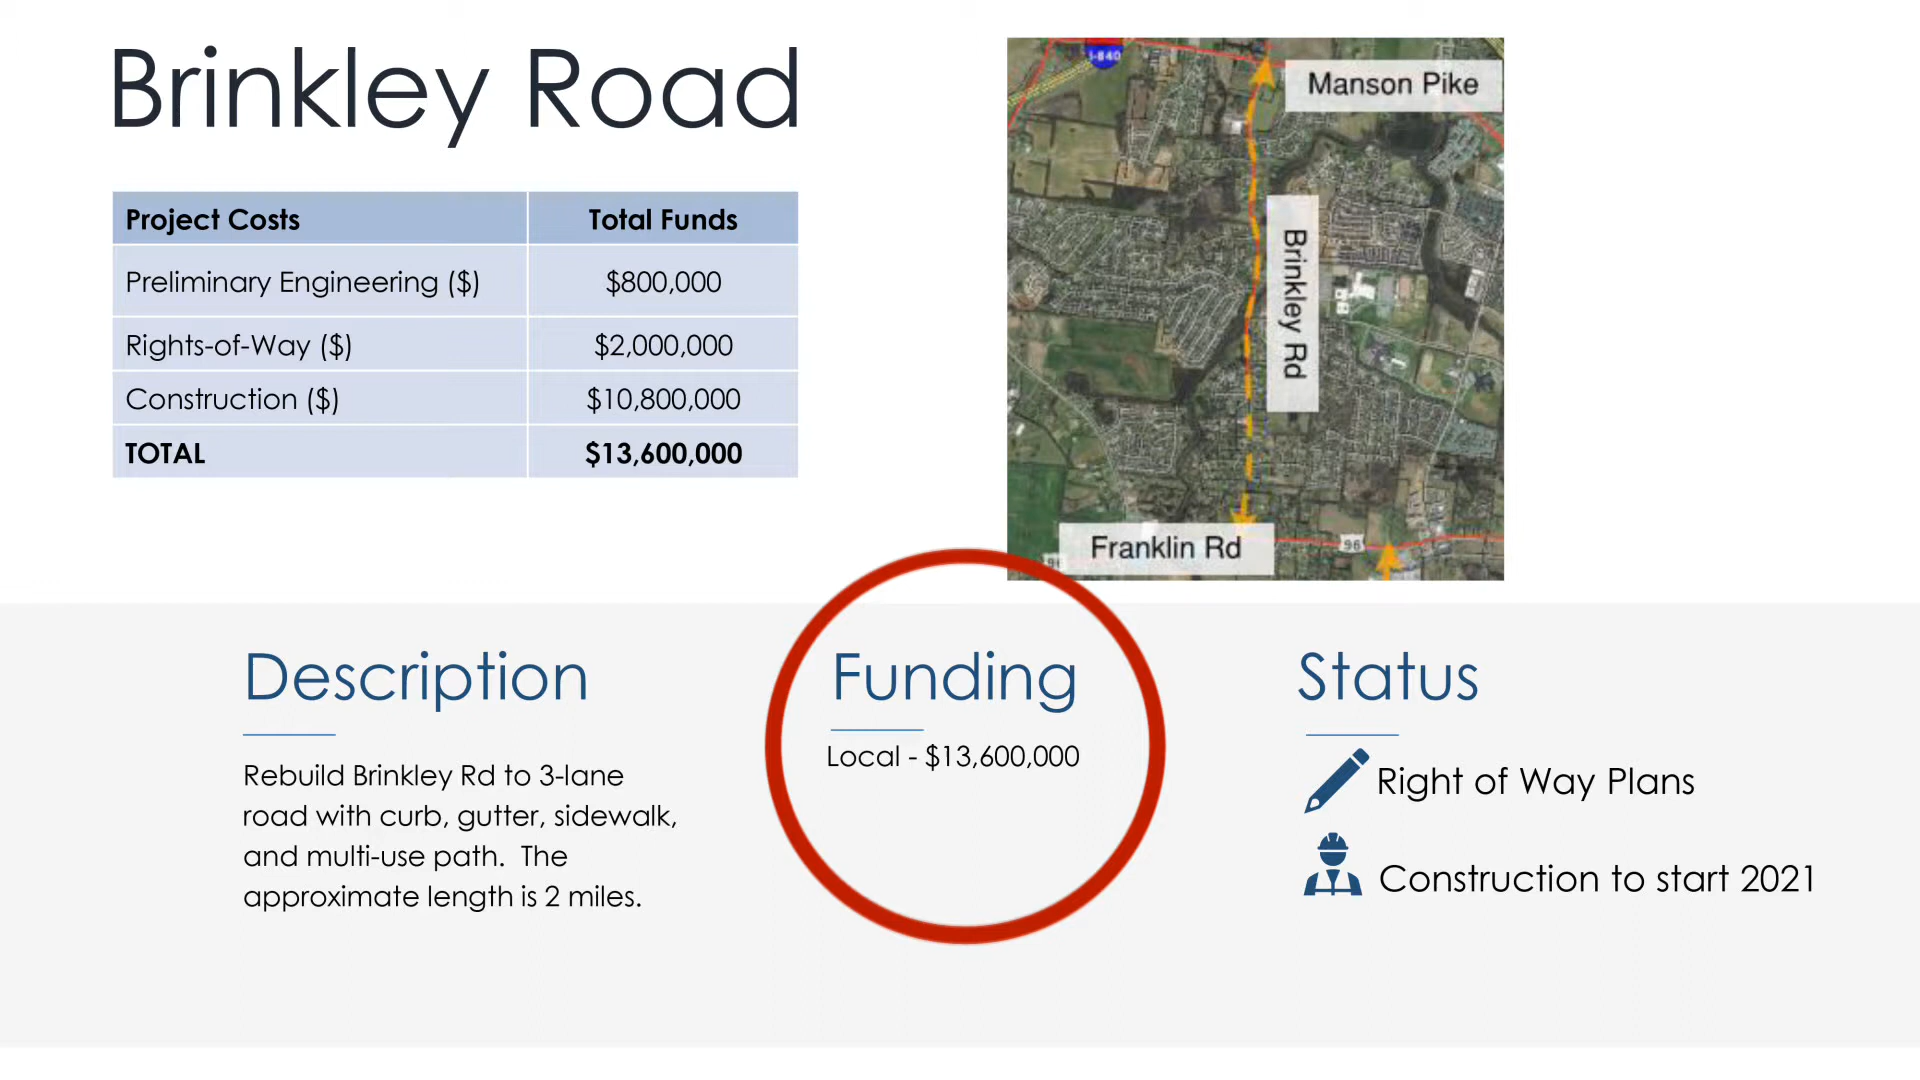 Brinkley Road
Project Costs Total Funds
Preliminary Engineering ($) $800,000
Rights-of-Way ($) $2,000,000
Construction ($) $10,800,000
TOTAL $13,600,000
I-840
Manson Pike
Brinkley Rd
Franklin Rd
96
96
Description
Rebuild Brinkley Rd to 3-lane
road with curb, gutter, sidewalk,
and multi-use path. The
approximate length is 2 miles.
Funding
Local - $13,600,000
Status
Right of Way Plans
Construction to start 2021